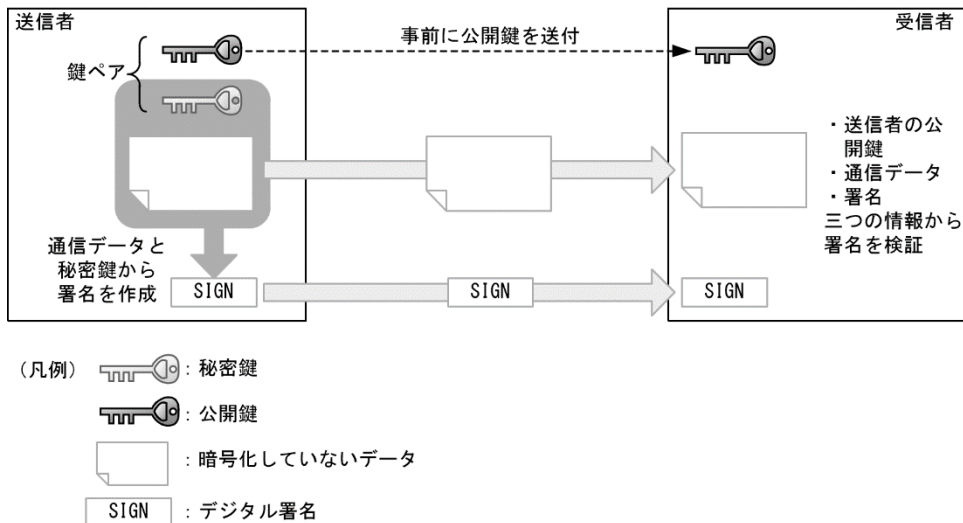 送信者
事前に公開鍵を送付
受信者
鍵ペア
・送信者の公
開鍵
・通信データ
・署名
三つの情報から
署名を検証
通信データと
秘密鍵から
署名を作成
SIGN
SIGN
SIGN
(凡例)
:秘密鍵
:公開鍵
:暗号化していないデータ
SIGN
:デジタル署名